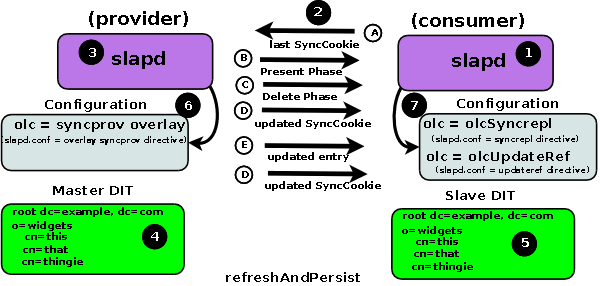 (provider)
2
(consumer)
A
last SyncCookie
3
slapd
1
slapd
B
Present Phase
C
Delete Phase
D
updated SyncCookie
Configuration
6
olc = syncprov overlay
(slapd.conf = overlay syncprov directive)
7
Configuration
olc = olcSyncrepl
(slapd.conf = syncrepl directive)
olc = olcUpdateRef
(slapd.conf = updateref directive)
E
updated entry
D
updated SyncCookie
Master DIT
root dc=example, dc=com
o=widgets
cn=this
cn=that
cn=thingie
4
Slave DIT
root dc=example, dc=com
o=widgets
cn=this
cn=that
cn=thingie
5
refreshAndPersist